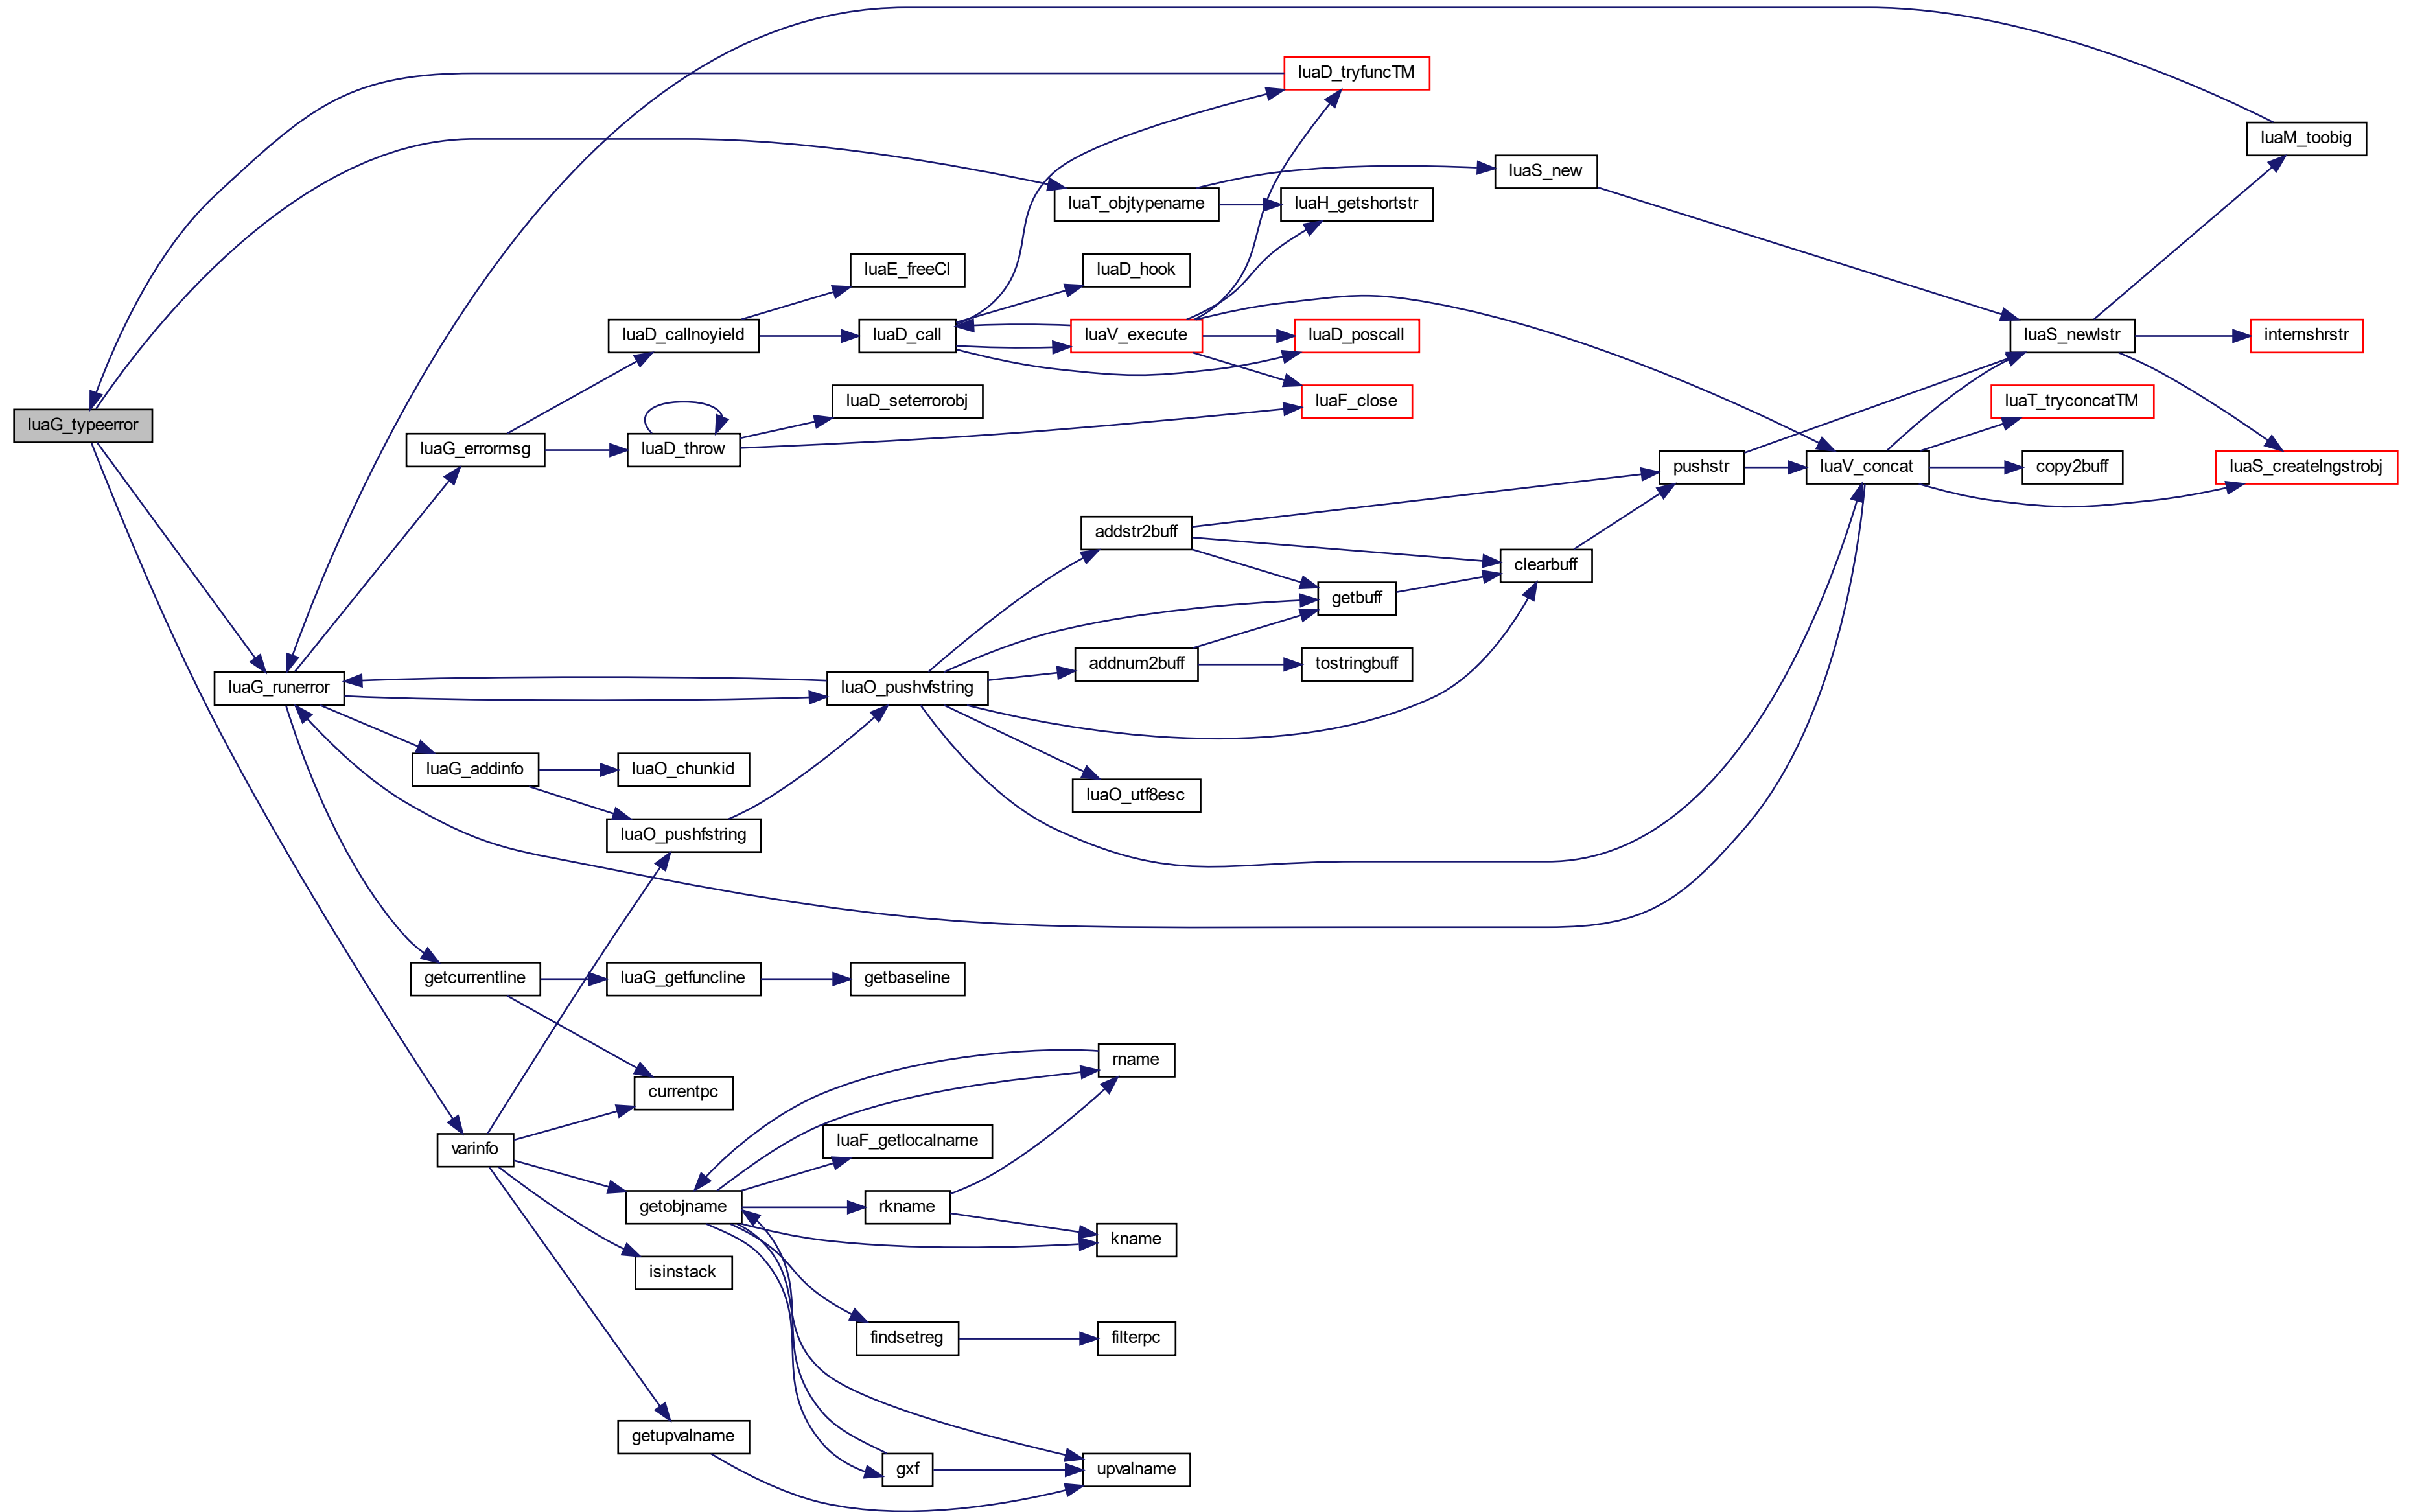 luaD_tryfuncTM
luaM_toobig
luaS_new
luaT_objtypename
luaH_getshortstr
luaE_freeCI
luaD_hook
luaD_callnoyield
luaD_call
luaV_execute
luaD_poscall
luaS_newlstr
internshrstr
luaD_seterrorobj
luaF_close
luaT_tryconcatTM
luaG_typeerror
luaG_errormsg
luaD_throw
pushstr
luaV_concat
copy2buff
luaS_createlngstrobj
addstr2buff
clearbuff
getbuff
addnum2buff
tostringbuff
luaG_runerror
luaO_pushvfstring
luaG_addinfo
luaO_chunkid
luaO_utf8esc
luaO_pushfstring
getcurrentline
luaG_getfuncline
getbaseline
rname
currentpc
varinfo
luaF_getlocalname
getobjname
rkname
kname
isinstack
findsetreg
filterpc
getupvalname
gxf
upvalname